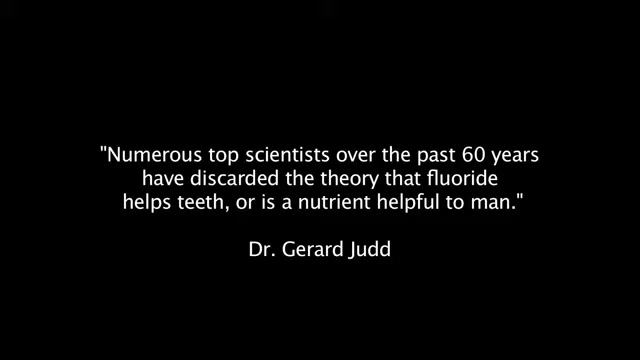 "Numerous top scientists over the past 60 years
have discarded the theory that fluoride
helps teeth, or is a nutrient helpful to man."
Dr. Gerard Judd